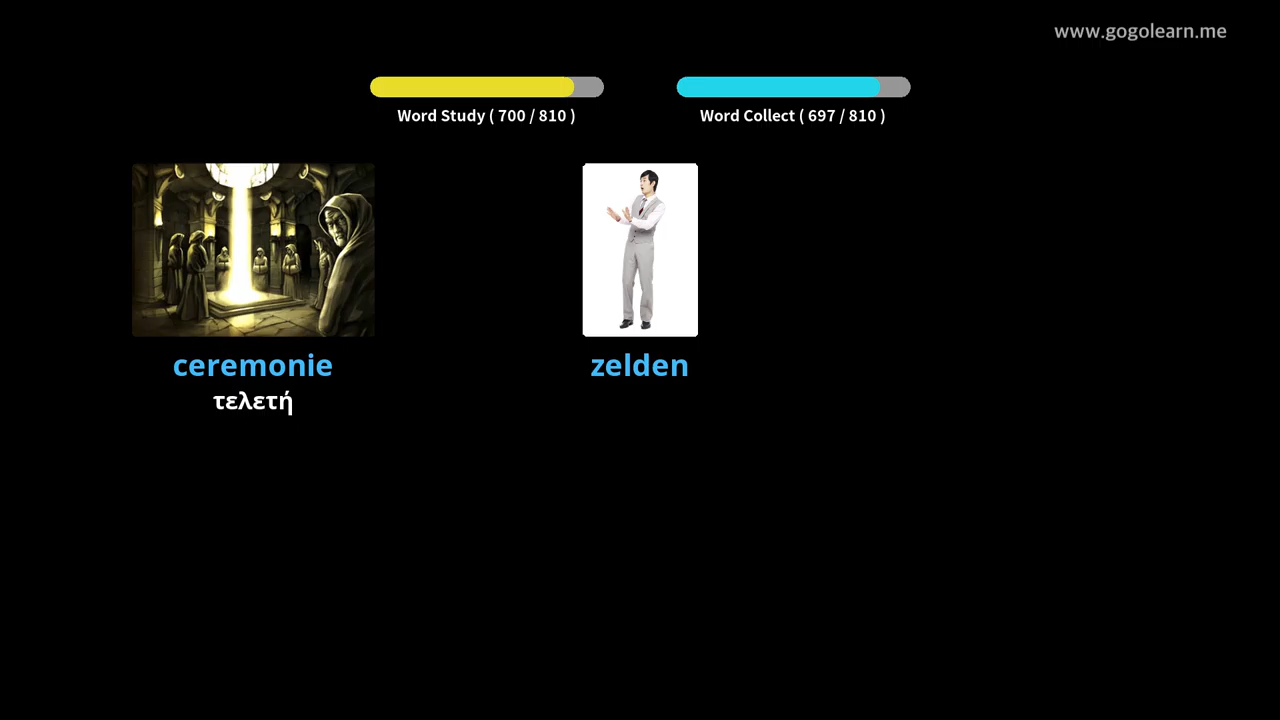 www.gogolearn.me
Word Study ( 700 / 810 )
Word Collect ( 697 / 810 )
ceremonie
τελετή
zelden